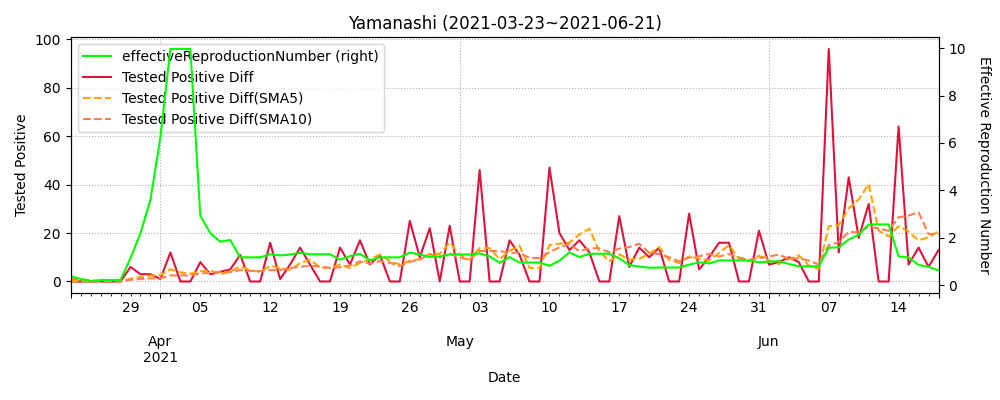 Yamanashi (2021-03-23~2021-06-21)
effectiveReproductionNumber (right)
Tested Positive Diff
Tested Positive Diff(SMA5)
Tested Positive Diff(SMA10)
Tested Positive
100
80
60
40
20
0
10
8
6
4
2
0
Effective Reproduction Number
29 05 12 19 26 03 10 17 24 31 07 14
Apr May Jun
2021
Date